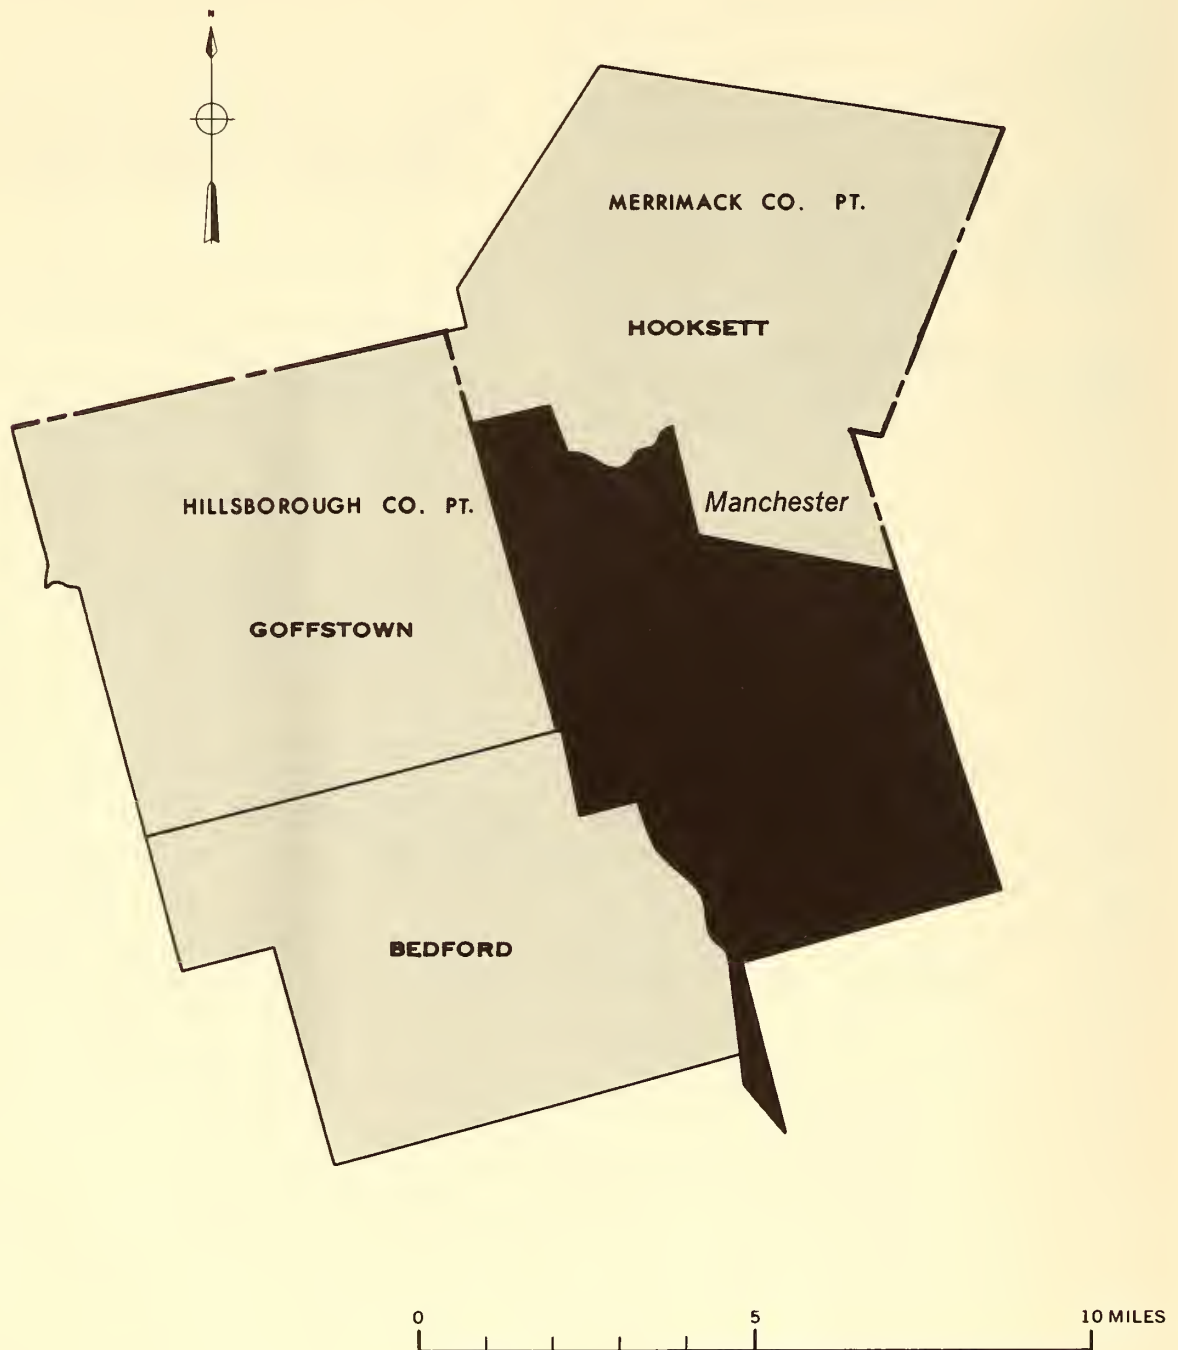 N
MERRIMACK CO. PT.
HOOKSETT
HILLSBOROUGH CO. PT.
Manchester
GOFFSTOWN
BEDFORD
0 5 10 MILES